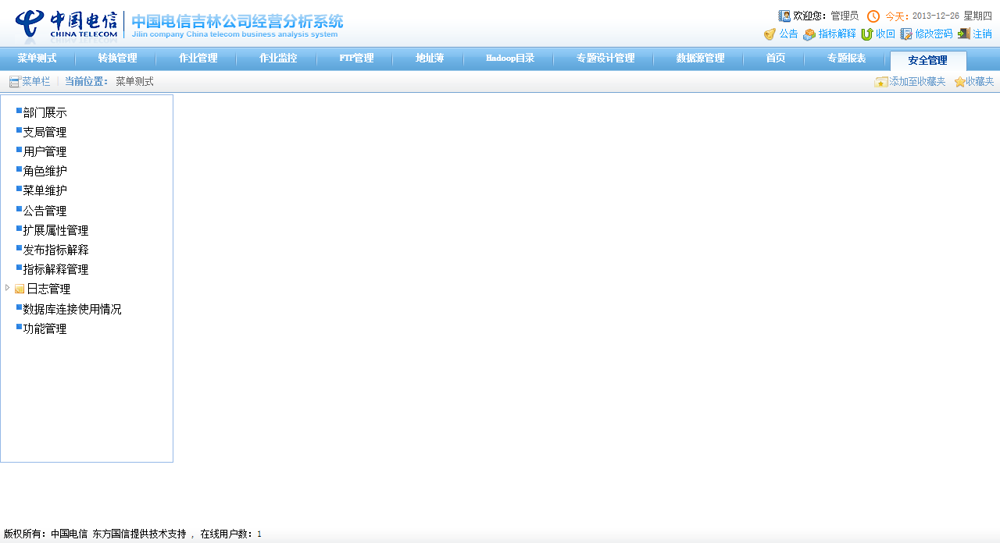 中国电信 CHINA TELECOM
中国电信吉林公司经营分析系统
Jilin company China telecom business analysis system
欢迎您：管理员 今天：2013-12-26 星期四
公告 指标解释 收回 修改密码 注销
菜单测式 转换管理 作业管理 作业监控 FTP管理 地址薄 Hadoop目录 专题设计管理 数据源管理 首页 专题报表 安全管理
菜单栏 当前位置： 菜单测式 添加至收藏夹 收藏夹
部门展示
支局管理
用户管理
角色维护
菜单维护
公告管理
扩展属性管理
发布指标解释
指标解释管理
日志管理
数据库连接使用情况
功能管理
版权所有：中国电信 东方国信提供技术支持 ，在线用户数：1